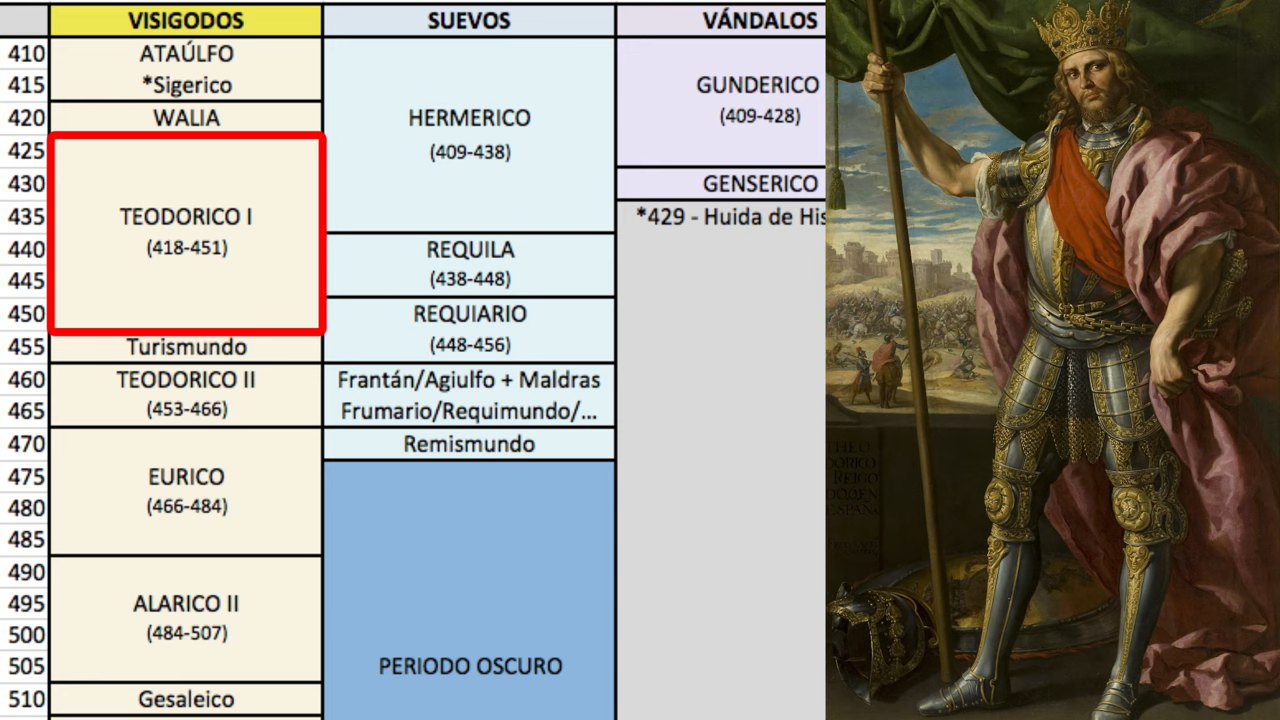 VISIGODOS SUEVOS VÁNDALOS
410 ATAÚLFO
415 *Sigerico GUNDERICO
420 WALIA HERMERICO (409-428)
425 (409-438)
430 GENSERICO
435 TEODORICO I *429 - Huida de His
440 (418-451) REQUILA
445 (438-448)
450 REQUIARIO
455 Turismundo (448-456)
460 TEODORICO II Frantán/Agiulfo + Maldras
465 (453-466) Frumario/Requimundo/...
470 Remismundo
475 EURICO
480 (466-484)
485
490
495 ALARICO II
500 (484-507)
505 PERIODO OSCURO
510 Gesaleico
THEO
DORICO
REIGO